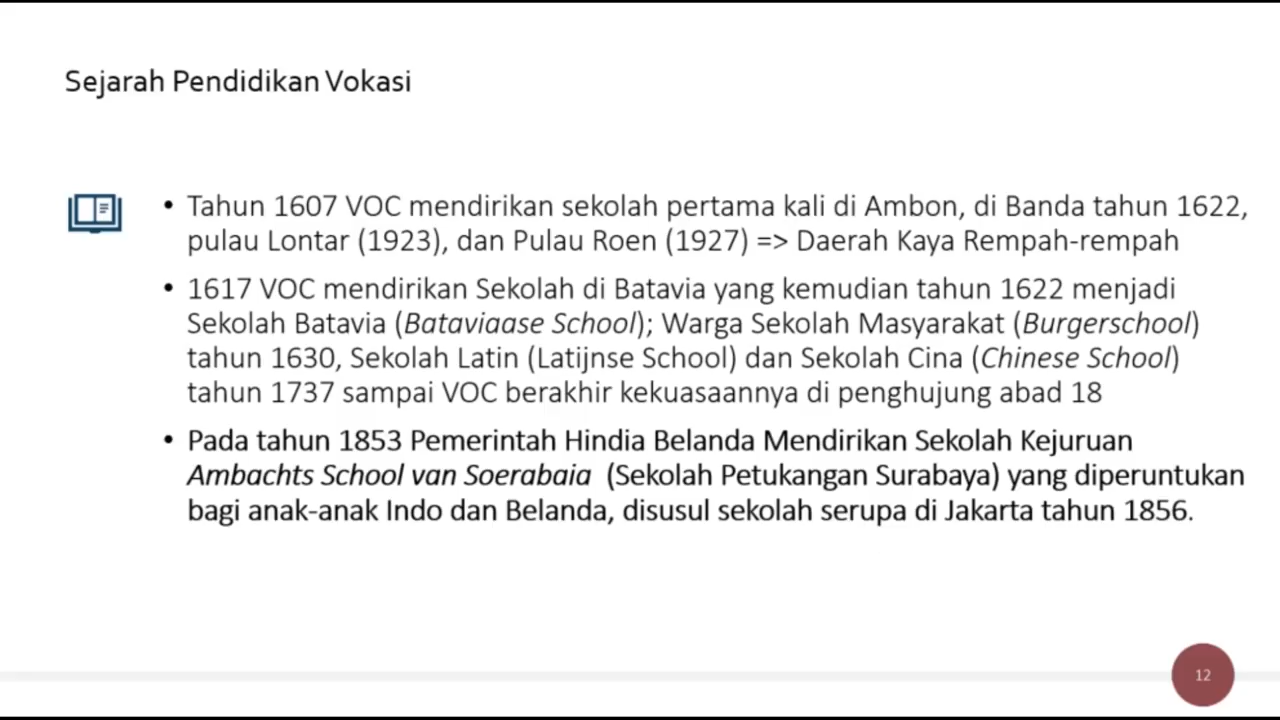 Sejarah Pendidikan Vokasi
• Tahun 1607 VOC mendirikan sekolah pertama kali di Ambon, di Banda tahun 1622,
pulau Lontar (1923), dan Pulau Roen (1927) => Daerah Kaya Rempah-rempah
• 1617 VOC mendirikan Sekolah di Batavia yang kemudian tahun 1622 menjadi
Sekolah Batavia (Bataviaase School); Warga Sekolah Masyarakat (Burgerschool)
tahun 1630, Sekolah Latin (Latijnse School) dan Sekolah Cina (Chinese School)
tahun 1737 sampai VOC berakhir kekuasaannya di penghujung abad 18
• Pada tahun 1853 Pemerintah Hindia Belanda Mendirikan Sekolah Kejuruan
Ambachts School van Soerabaia (Sekolah Petukangan Surabaya) yang diperuntukan
bagi anak-anak Indo dan Belanda, disusul sekolah serupa di Jakarta tahun 1856.
12